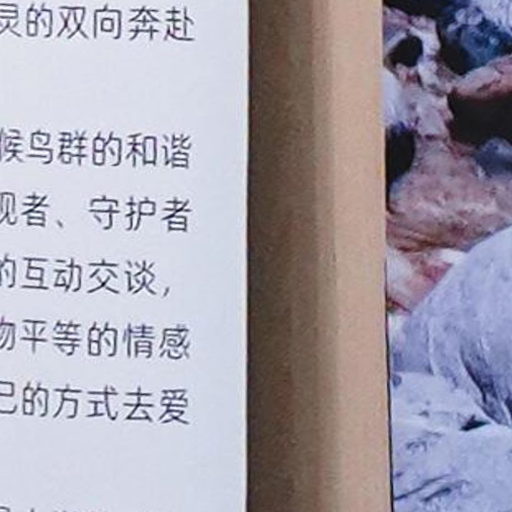 灵的双向奔赴
候鸟群的和谐
观者、守护者
的互动交谈，
物平等的情感
己的方式去爱